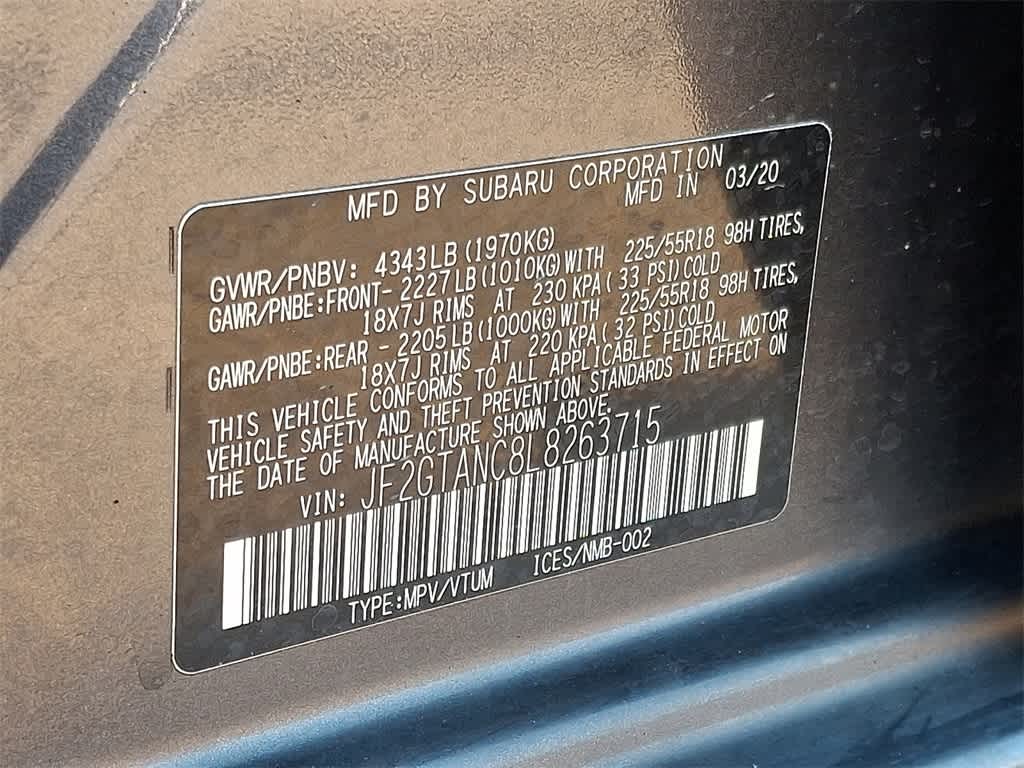 MFD BY SUBARU CORPORATION
MFD IN 03/20
GVWR/PNBV: 4343LB (1970KG)
GAWR/PNBE:FRONT- 2227LB (1010KG) WITH 225/55R18 98H TIRES,
18X7J RIMS AT 230 KPA ( 33 PSI) COLD
GAWR/PNBE:REAR - 2205LB (1000KG) WITH 225/55R18 98H TIRES,
18X7J RIMS AT 220 KPA ( 32 PSI) COLD
THIS VEHICLE CONFORMS TO ALL APPLICABLE FEDERAL MOTOR
VEHICLE SAFETY AND THEFT PREVENTION STANDARDS IN EFFECT ON
THE DATE OF MANUFACTURE SHOWN ABOVE.
VIN: JF2GTANC8L8263715
TYPE:MPV/VTUM ICES/NMB-002